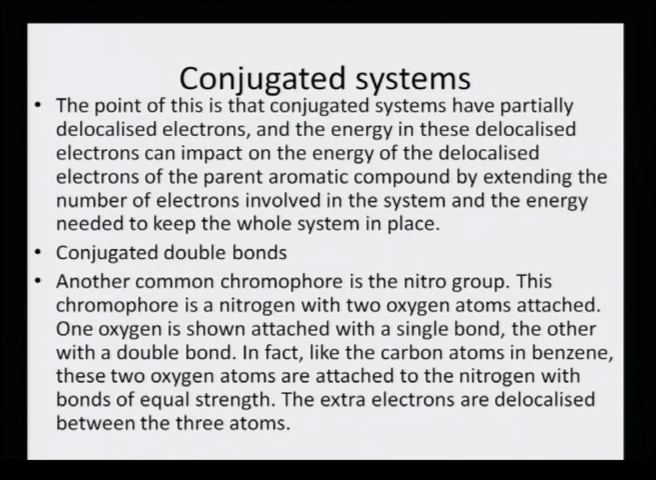 Conjugated systems
• The point of this is that conjugated systems have partially
delocalised electrons, and the energy in these delocalised
electrons can impact on the energy of the delocalised
electrons of the parent aromatic compound by extending the
number of electrons involved in the system and the energy
needed to keep the whole system in place.
• Conjugated double bonds
• Another common chromophore is the nitro group. This
chromophore is a nitrogen with two oxygen atoms attached.
One oxygen is shown attached with a single bond, the other
with a double bond. In fact, like the carbon atoms in benzene,
these two oxygen atoms are attached to the nitrogen with
bonds of equal strength. The extra electrons are delocalised
between the three atoms.